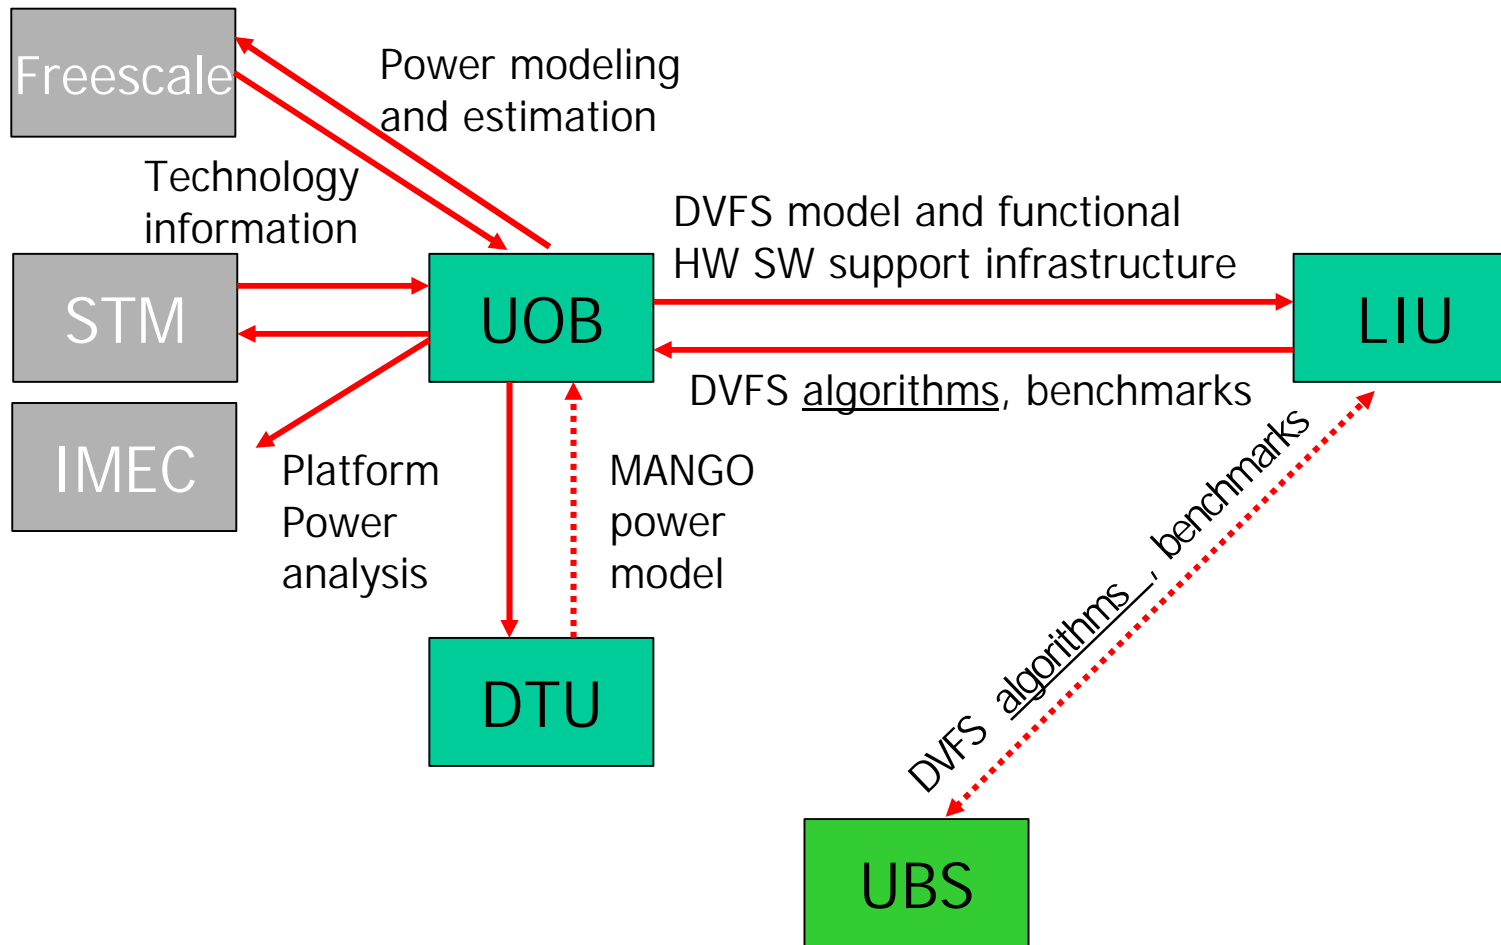 Freescale
Power modeling
and estimation
Technology
information
DVFS model and functional
HW SW support infrastructure
STM
UOB
LIU
DVFS algorithms, benchmarks
IMEC
Platform
Power
analysis
MANGO
power
model
DVFS algorithms , benchmarks
DTU
UBS